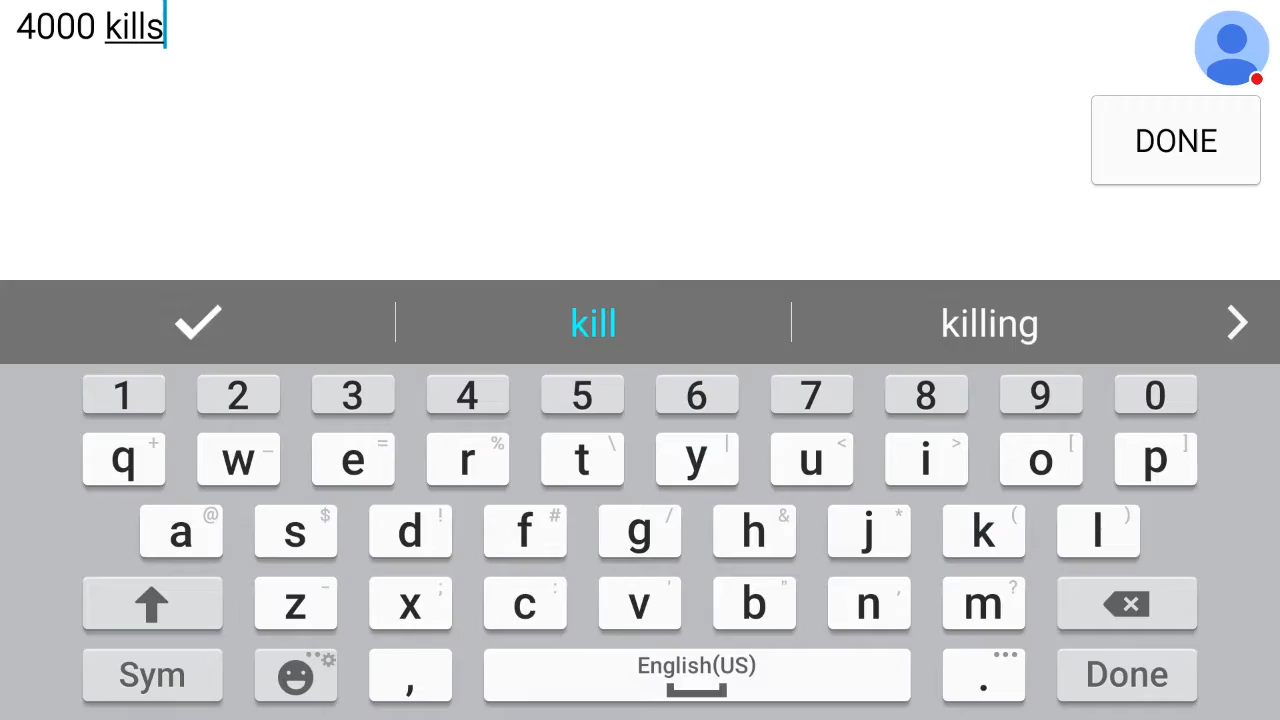 4000 kills
DONE
kill killing
1 2 3 4 5 6 7 8 9 0
q + w _ e = r % t \ y | u < i > o [ p ]
a @ s $ d ! f # g / h & j * k ( l )
z - x ; c : v ' b " n , m ?
Sym , English(US) . Done